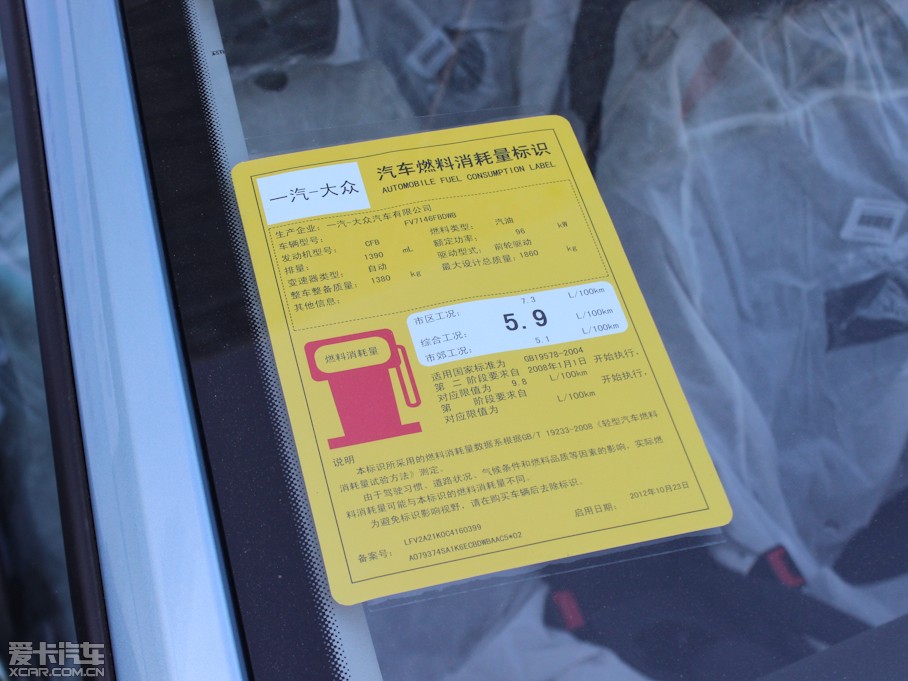 一汽-大众
汽车燃料消耗量标识
AUTOMOBILE FUEL CONSUMPTION LABEL
生产企业: 一汽-大众汽车有限公司
车辆型号: FV7146FBDWB
发动机型号: CFB 燃料类型: 汽油
排量: 1390 mL 额定功率: 96 kW
变速器类型: 自动 驱动型式: 前轮驱动
整车整备质量: 1380 kg 最大设计总质量: 1880 kg
其他信息:
市区工况: 7.3 L/100km
综合工况: 5.9 L/100km
市郊工况: 5.1 L/100km
燃料消耗量
适用国家标准为 GB19578-2004
第 二 阶段要求自 2008年1月1日 开始执行,
对应限值为 9.8 L/100km
第 阶段要求自 开始执行,
对应限值为 L/100km
说明
本标识所采用的燃料消耗量数据系根据GB/T 19233-2008《轻型汽车燃料
消耗量试验方法》测定。
由于驾驶习惯、道路状况、气候条件和燃料品质等因素的影响,实际燃
料消耗量可能与本标识的燃料消耗量不同。
为避免标识影响视野,请在购买车辆后去除标识。
备案号: LFV2A21K0C4160399
A079374SA1K6ECBDWBAAC5*02
启用日期: 2012年10月23日
爱卡汽车
XCAR.COM.CN